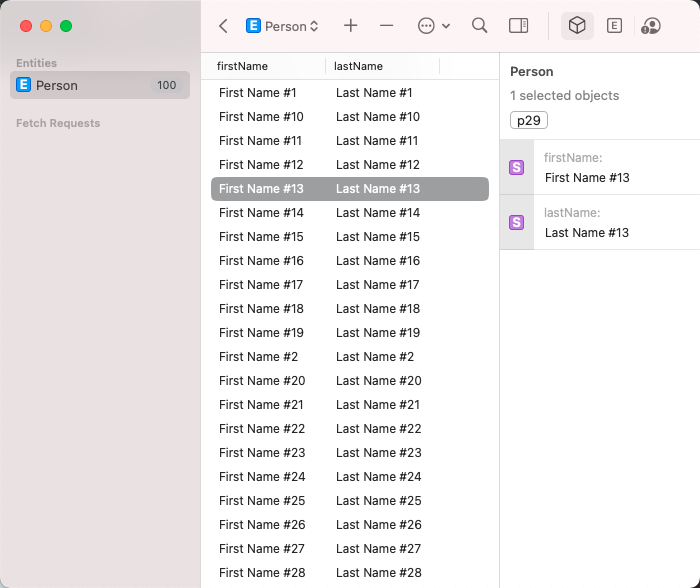 E Person
Entities
E Person 100
Fetch Requests
firstName lastName
First Name #1 Last Name #1
First Name #10 Last Name #10
First Name #11 Last Name #11
First Name #12 Last Name #12
First Name #13 Last Name #13
First Name #14 Last Name #14
First Name #15 Last Name #15
First Name #16 Last Name #16
First Name #17 Last Name #17
First Name #18 Last Name #18
First Name #19 Last Name #19
First Name #2 Last Name #2
First Name #20 Last Name #20
First Name #21 Last Name #21
First Name #22 Last Name #22
First Name #23 Last Name #23
First Name #24 Last Name #24
First Name #25 Last Name #25
First Name #26 Last Name #26
First Name #27 Last Name #27
First Name #28 Last Name #28
E
Person
1 selected objects
p29
S
firstName:
First Name #13
S
lastName:
Last Name #13